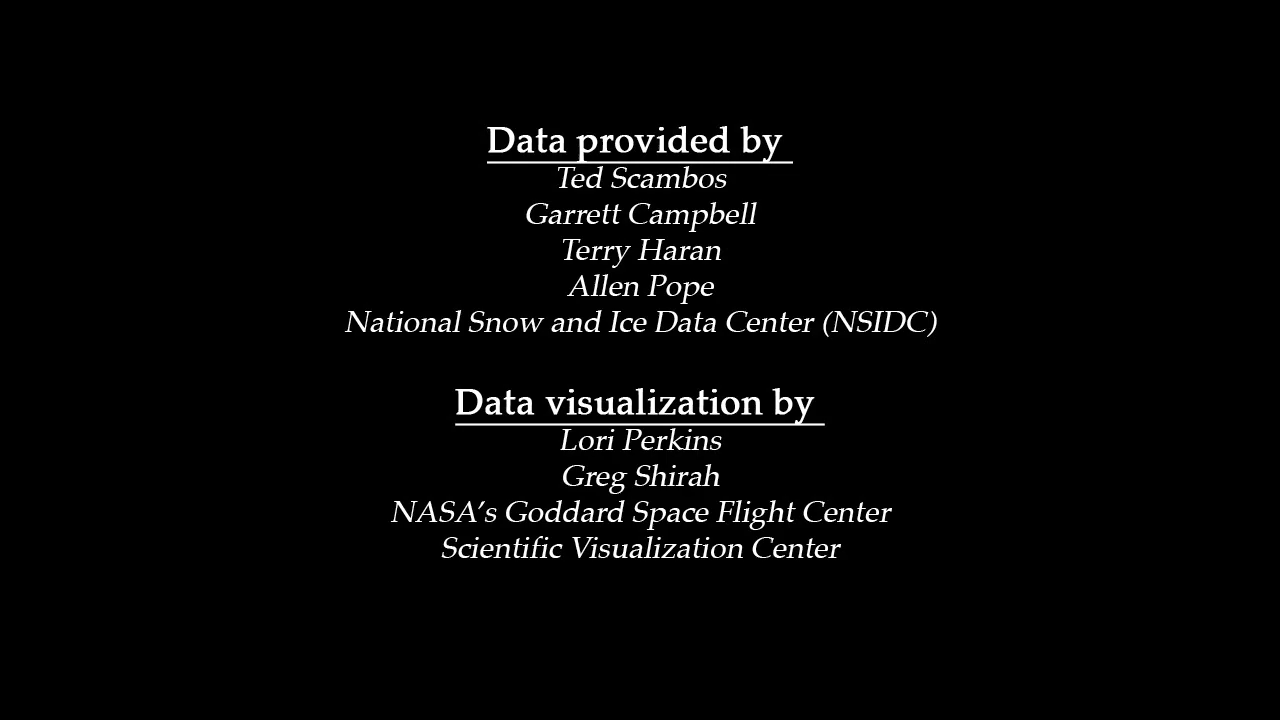 Data provided by
Ted Scambos
Garrett Campbell
Terry Haran
Allen Pope
National Snow and Ice Data Center (NSIDC)
Data visualization by
Lori Perkins
Greg Shirah
NASA’s Goddard Space Flight Center
Scientific Visualization Center